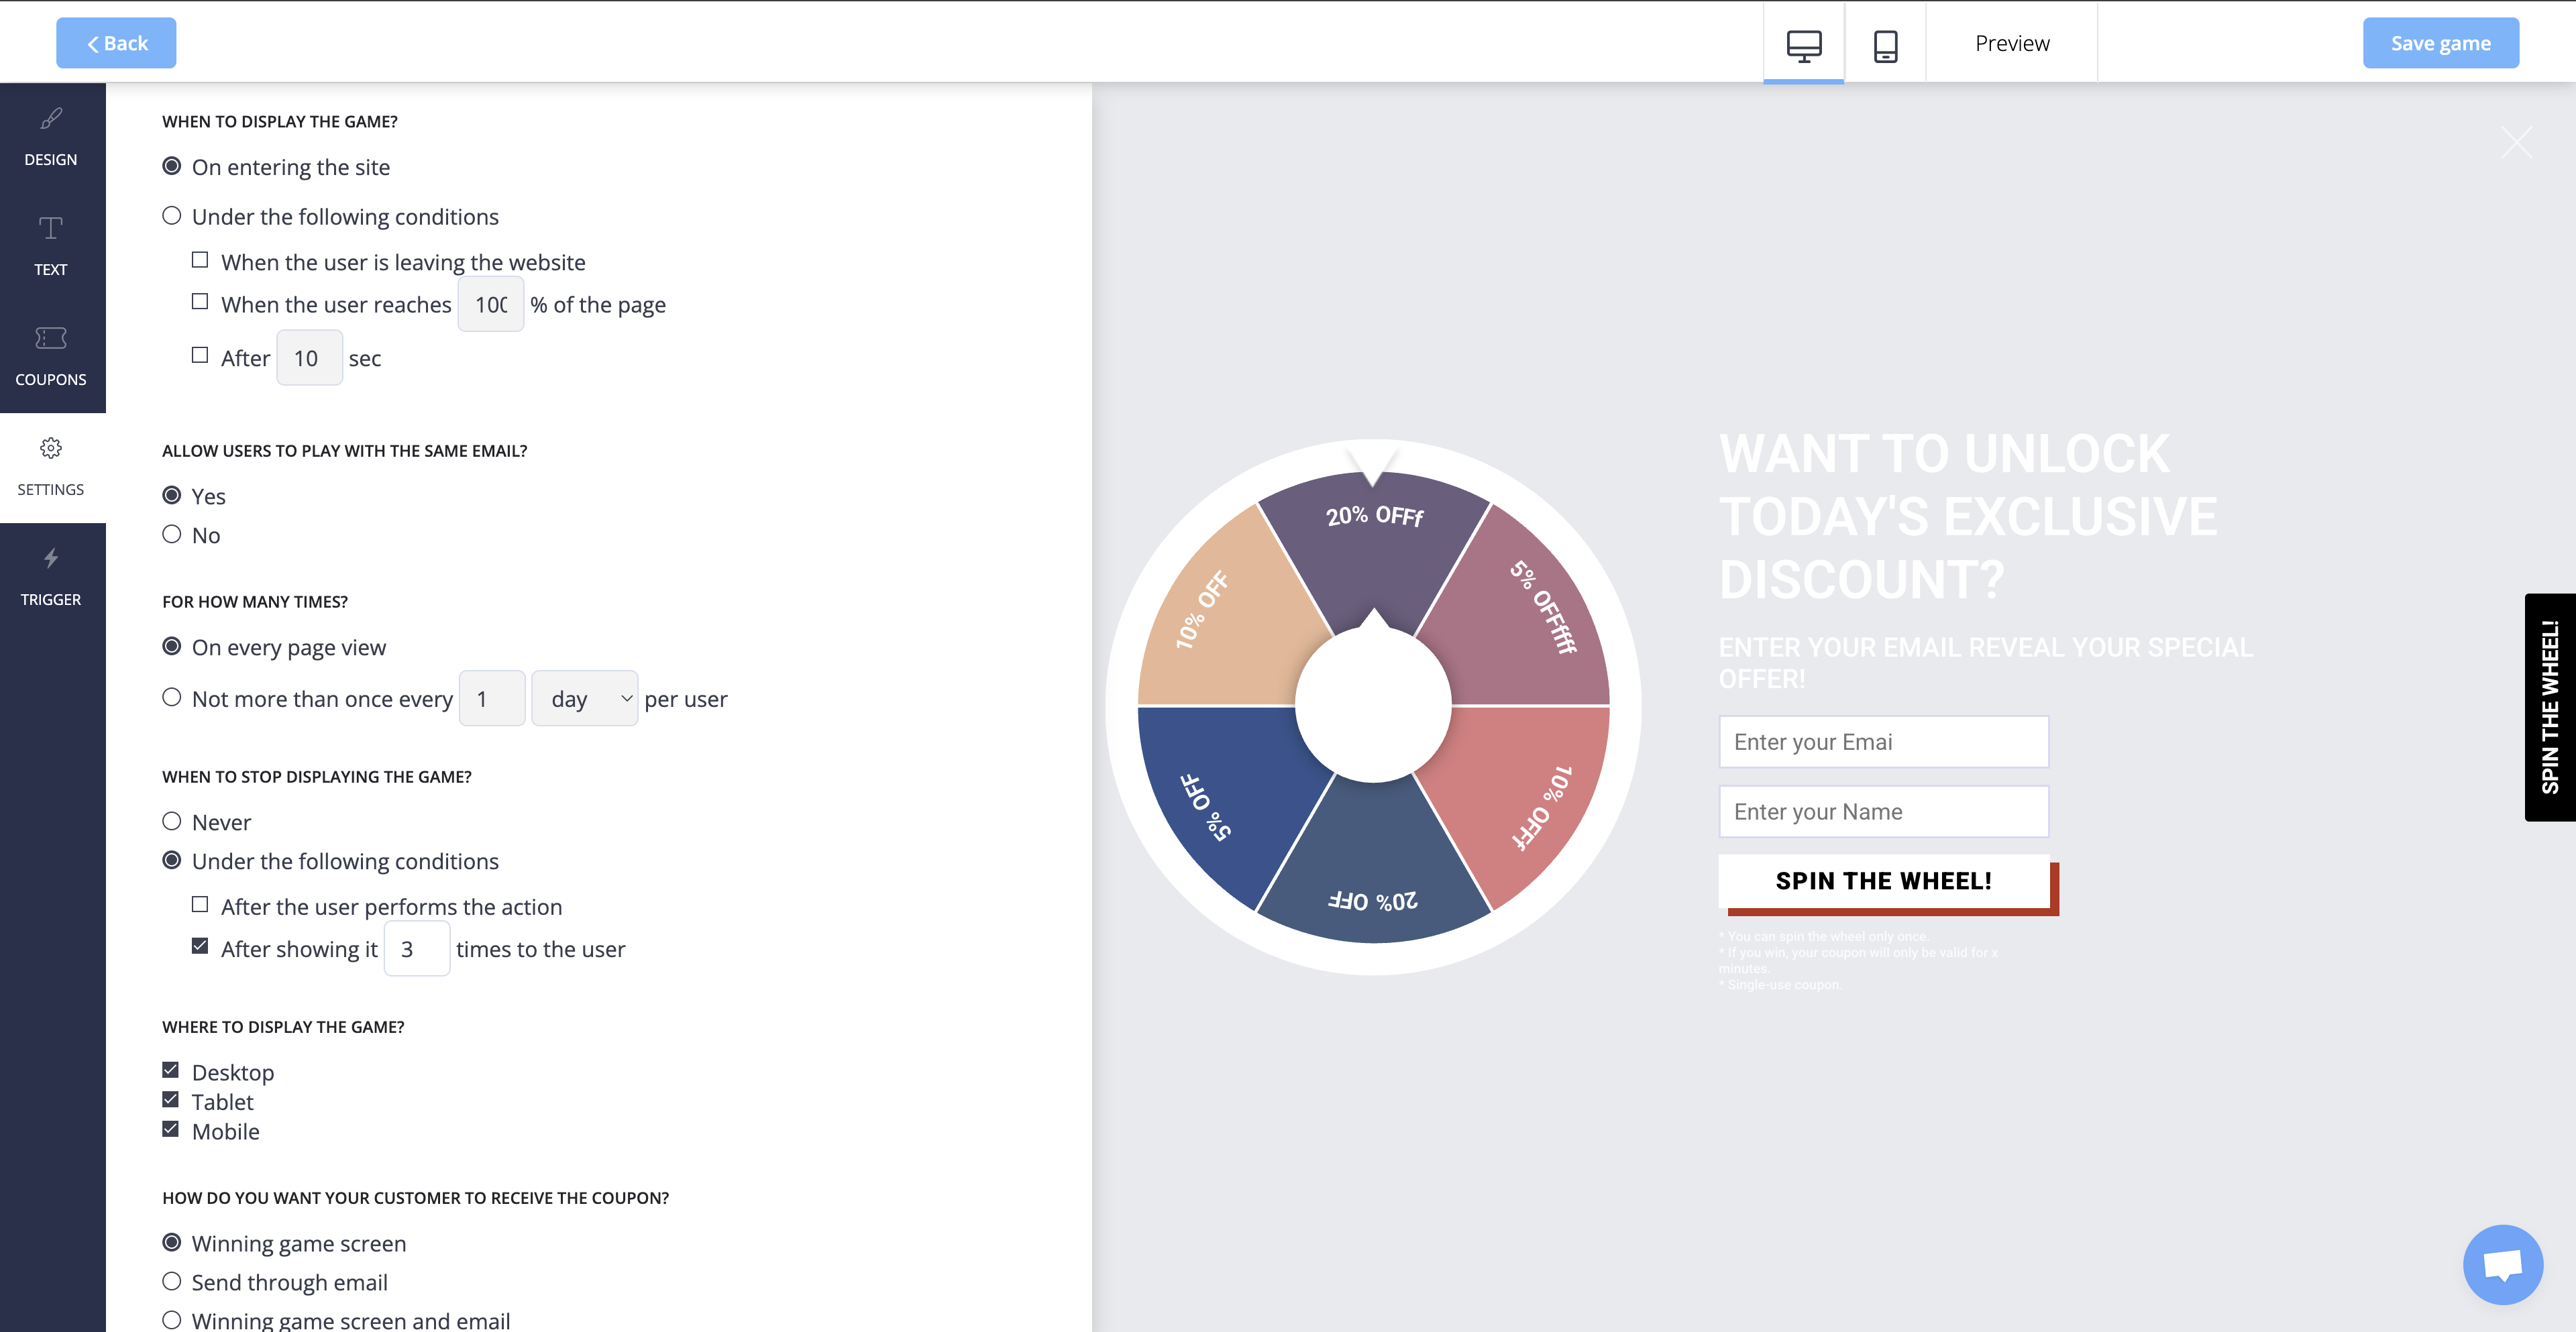 Back
Preview
Save game
DESIGN
TEXT
COUPONS
SETTINGS
TRIGGER
WHEN TO DISPLAY THE GAME?
On entering the site
Under the following conditions
When the user is leaving the website
When the user reaches 100 % of the page
After 10 sec
ALLOW USERS TO PLAY WITH THE SAME EMAIL?
Yes
No
FOR HOW MANY TIMES?
On every page view
Not more than once every 1 day per user
WHEN TO STOP DISPLAYING THE GAME?
Never
Under the following conditions
After the user performs the action
After showing it 3 times to the user
WHERE TO DISPLAY THE GAME?
Desktop
Tablet
Mobile
HOW DO YOU WANT YOUR CUSTOMER TO RECEIVE THE COUPON?
Winning game screen
Send through email
Winning game screen and email
20% OFFf
5% OFFffff
10% OFFf
20% OFF
5% OFF
10% OFF
WANT TO UNLOCK
TODAY'S EXCLUSIVE
DISCOUNT?
ENTER YOUR EMAIL REVEAL YOUR SPECIAL
OFFER!
Enter your Emai
Enter your Name
SPIN THE WHEEL!
* You can spin the wheel only once.
* If you win, your coupon will only be valid for x
minutes.
* Single-use coupon.
SPIN THE WHEEL!